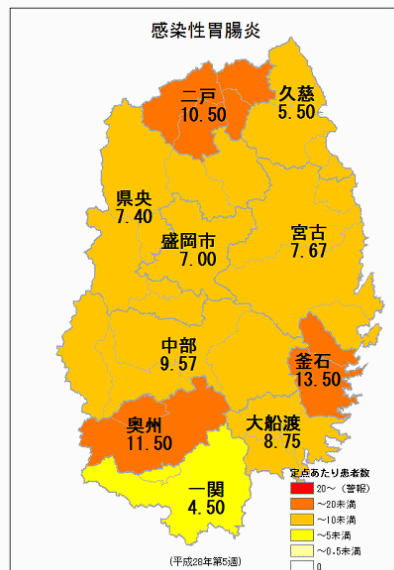 感染性胃腸炎
二戸
10.50
久慈
5.50
県央
7.40
盛岡市
7.00
宮古
7.67
中部
9.57
釜石
13.50
奥州
11.50
大船渡
8.75
一関
4.50
定点あたり患者数
20～（警報）
～20未満
～10未満
～5未満
～0.5未満
0
(平成28年第5週)